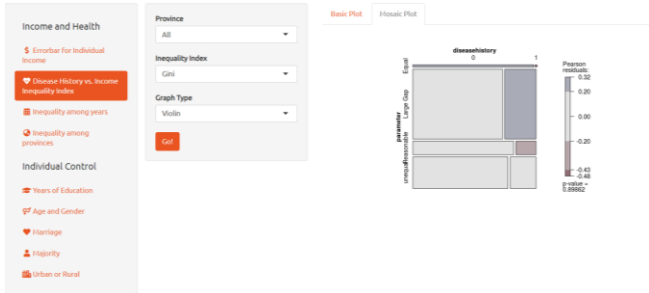 Income and Health
$ Errorbar for Individual
Income
Disease History vs. Income
Inequality Index
Inequality among years
Inequality among
provinces
Individual Control
Years of Education
Age and Gender
Marriage
Majority
Urban or Rural
Province
All
Inequality Index
Gini
Graph Type
Violin
Go!
Basic Plot
Mosaic Plot
diseasehistory
0 1
parameter
Equal
Large Gap
Reasonable
unequal
Pearson
residuals:
0.32
0.20
0.00
-0.20
-0.43
-0.48
p-value =
0.89862